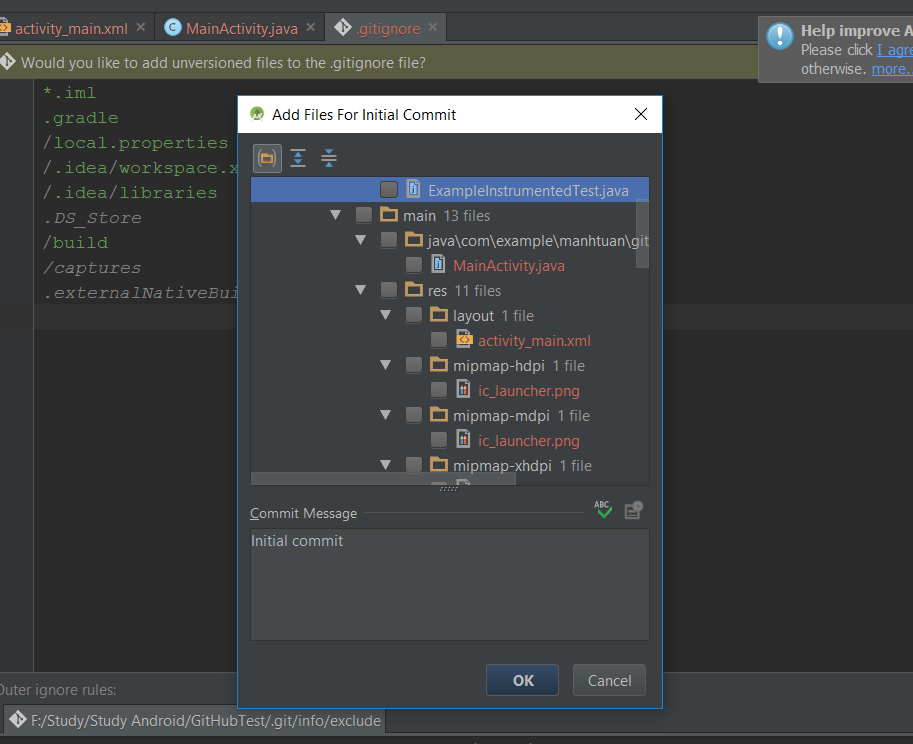 activity_main.xml
MainActivity.java
.gitignore
Help improve A
Please click I agre
otherwise. more..
Would you like to add unversioned files to the .gitignore file?
*.iml
.gradle
/local.properties
/.idea/workspace.x
/.idea/libraries
.DS_Store
/build
/captures
.externalNativeBui
Add Files For Initial Commit
ExampleInstrumentedTest.java
main 13 files
java\com\example\manhtuan\git
MainActivity.java
res 11 files
layout 1 file
activity_main.xml
mipmap-hdpi 1 file
ic_launcher.png
mipmap-mdpi 1 file
ic_launcher.png
mipmap-xhdpi 1 file
Commit Message
ABC
Initial commit
OK
Cancel
Outer ignore rules:
F:/Study/Study Android/GitHubTest/.git/info/exclude